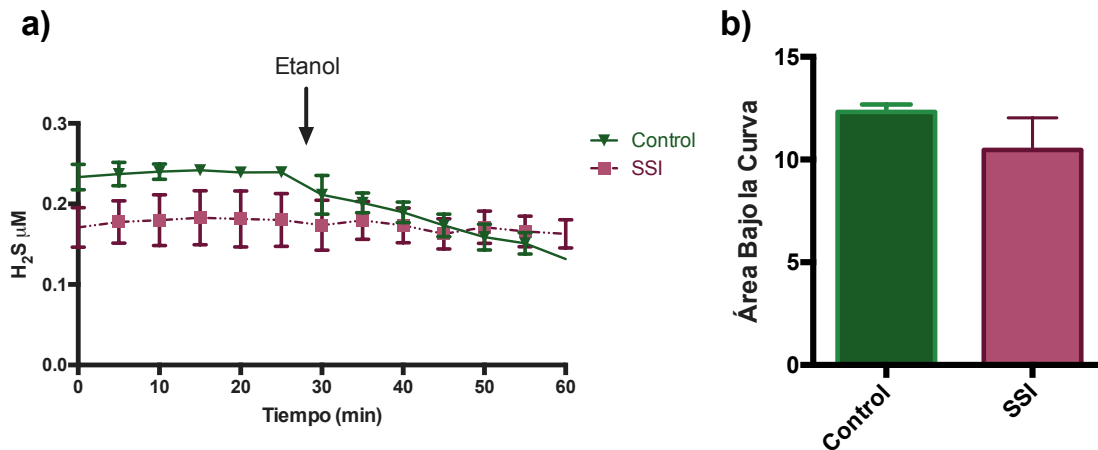 a)
Etanol
0.3
0.2
0.1
0.0
H₂S μM
0
10
20
30
40
50
60
Tiempo (min)
Control
SSI
b)
15
10
5
0
Área Bajo la Curva
Control
SSI